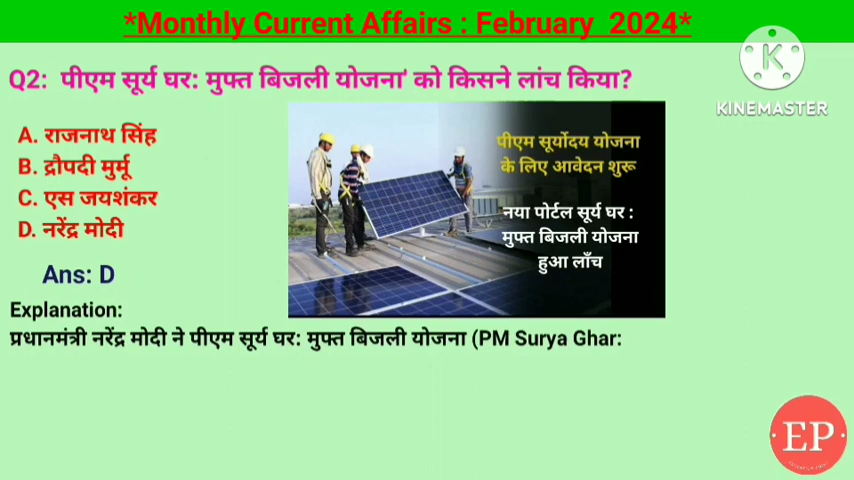 *Monthly Current Affairs : February 2024*
Q2: पीएम सूर्य घर: मुफ्त बिजली योजना' को किसने लांच किया?
A. राजनाथ सिंह
B. द्रौपदी मुर्मू
C. एस जयशंकर
D. नरेंद्र मोदी
पीएम सूर्योदय योजना
के लिए आवेदन शुरू
नया पोर्टल सूर्य घर :
मुफ्त बिजली योजना
हुआ लाँच
Ans: D
Explanation:
प्रधानमंत्री नरेंद्र मोदी ने पीएम सूर्य घर: मुफ्त बिजली योजना (PM Surya Ghar:
K
KINEMASTER
EP